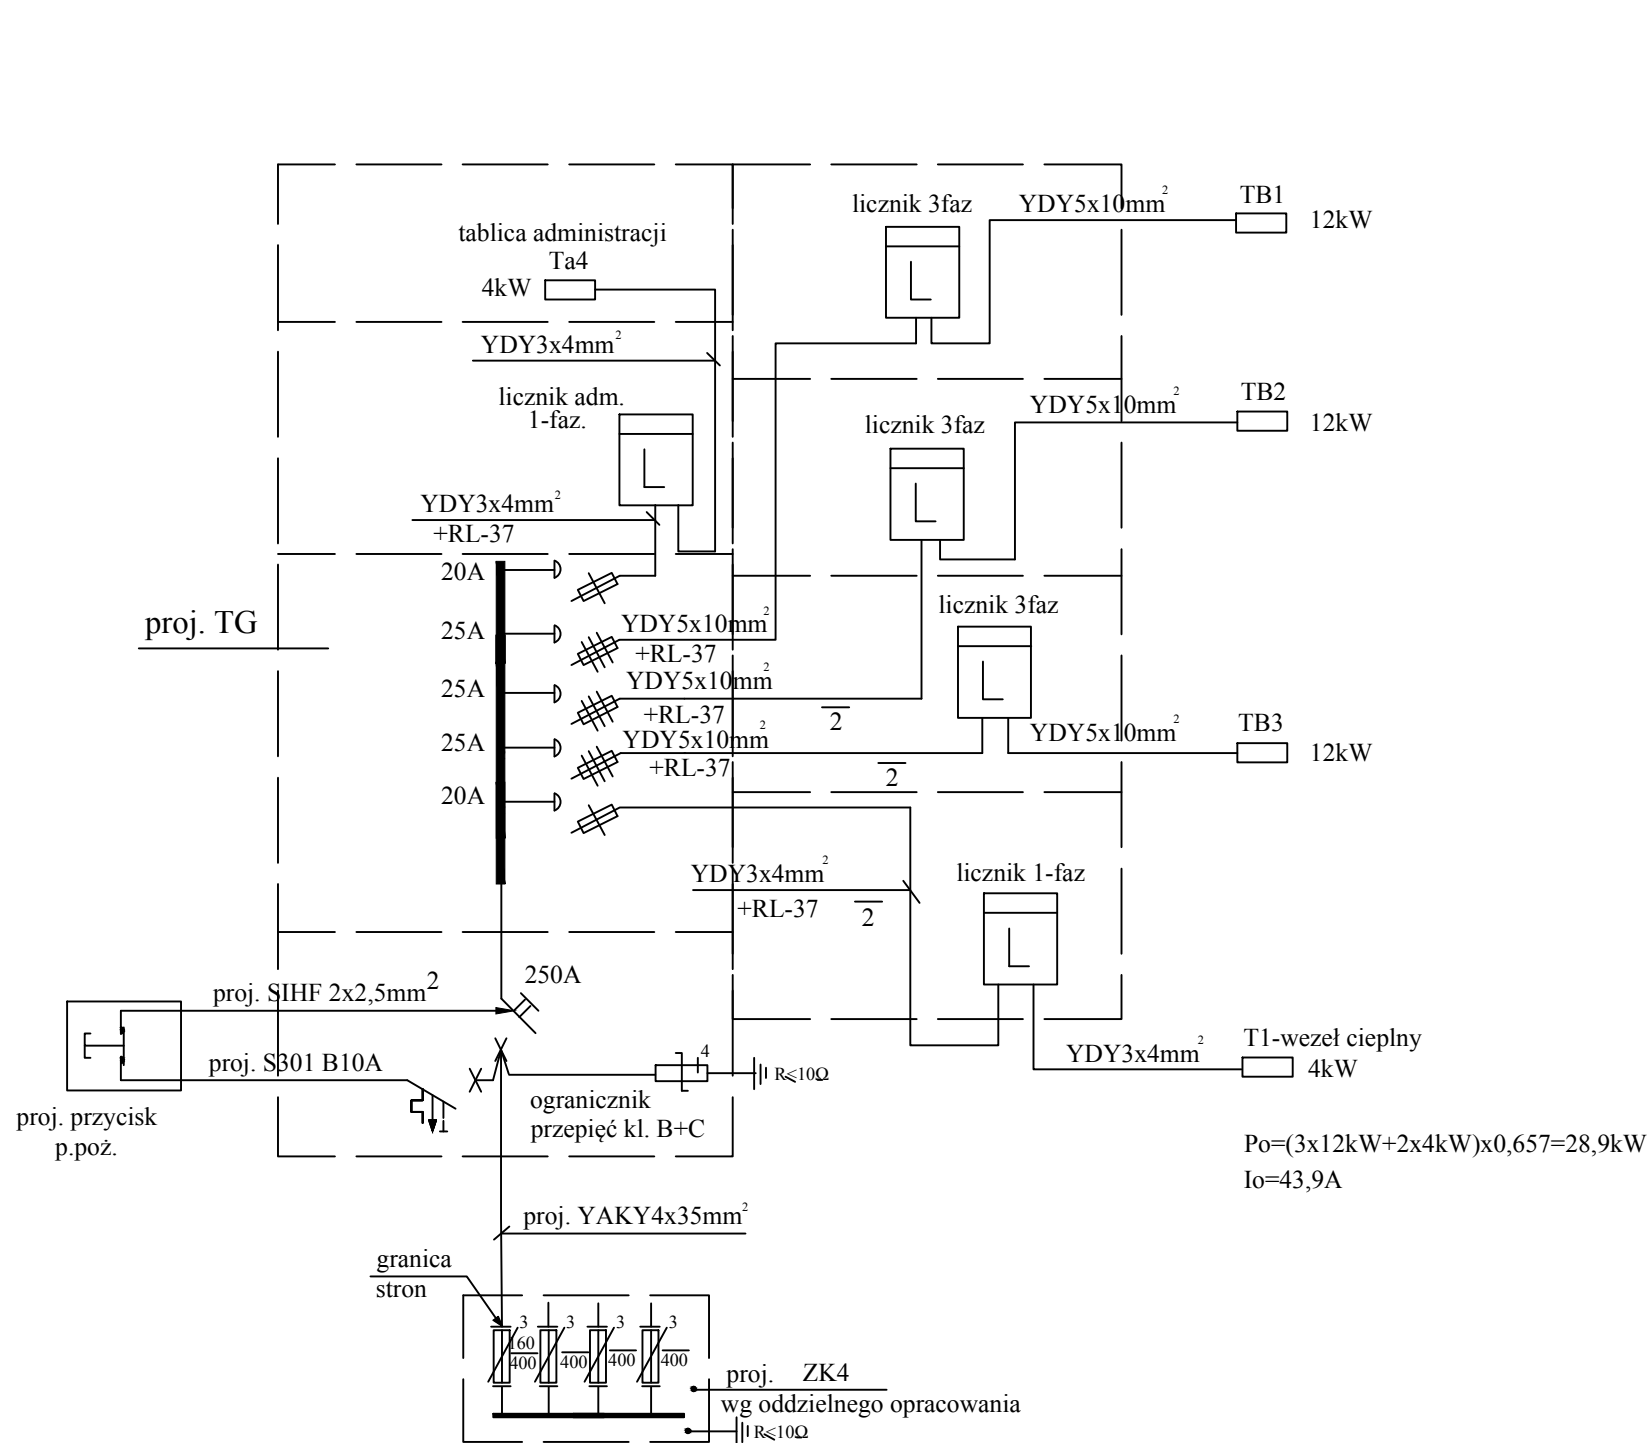 licznik 3faz
YDY5x10mm²
TB1
12kW
tablica administracji
Ta4
4kW
YDY3x4mm²
licznik adm.
1-faz.
YDY5x10mm²
TB2
12kW
licznik 3faz
YDY3x4mm²
+RL-37
20A
proj. TG
25A
YDY5x10mm²
+RL-37
licznik 3faz
25A
YDY5x10mm²
+RL-37
2
25A
YDY5x10mm²
+RL-37
2
YDY5x10mm²
TB3
12kW
20A
YDY3x4mm²
+RL-37
2
licznik 1-faz
250A
proj. SIHF 2x2,5mm²
proj. S301 B10A
proj. przycisk
p.poż.
4
R⩽10Ω
ogranicznik
przepięć kl. B+C
YDY3x4mm²
T1-wezeł cieplny
4kW
Po=(3x12kW+2x4kW)x0,657=28,9kW
Io=43,9A
proj. YAKY4x35mm²
granica
stron
3
160
400
3
400
3
400
3
400
proj. ZK4
wg oddzielnego opracowania
R⩽10Ω